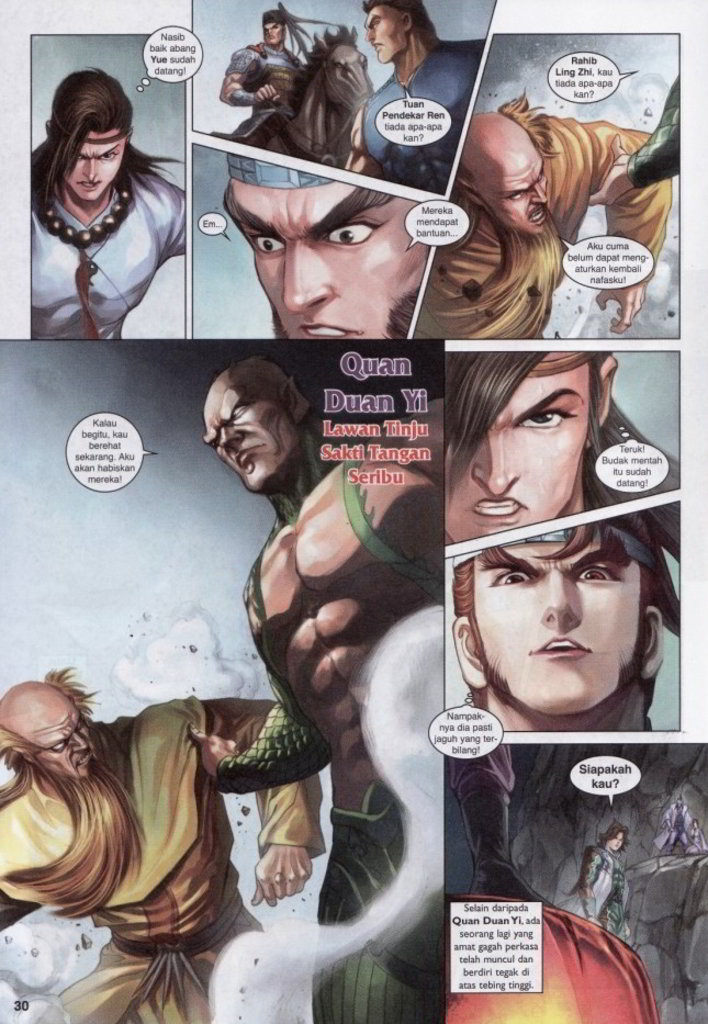 Nasib
baik abang
Yue sudah
datang!
Tuan
Pendekar Ren
tiada apa-apa
kan?
Rahib
Ling Zhi, kau
tiada apa-apa
kan?
Em...
Mereka
mendapat
bantuan...
Aku cuma
belum dapat meng-
aturkan kembali
nafasku!
Quan
Duan Yi
Lawan Tinju
Sakti Tangan
Seribu
Kalau
begitu, kau
berehat
sekarang. Aku
akan habiskan
mereka!
Teruk!
Budak mentah
itu sudah
datang!
Nampak-
nya dia pasti
jaguh yang ter-
bilang!
Siapakah
kau?
Selain daripada
Quan Duan Yi, ada
seorang lagi yang
amat gagah perkasa
telah muncul dan
berdiri tegak di
atas tebing tinggi.
30